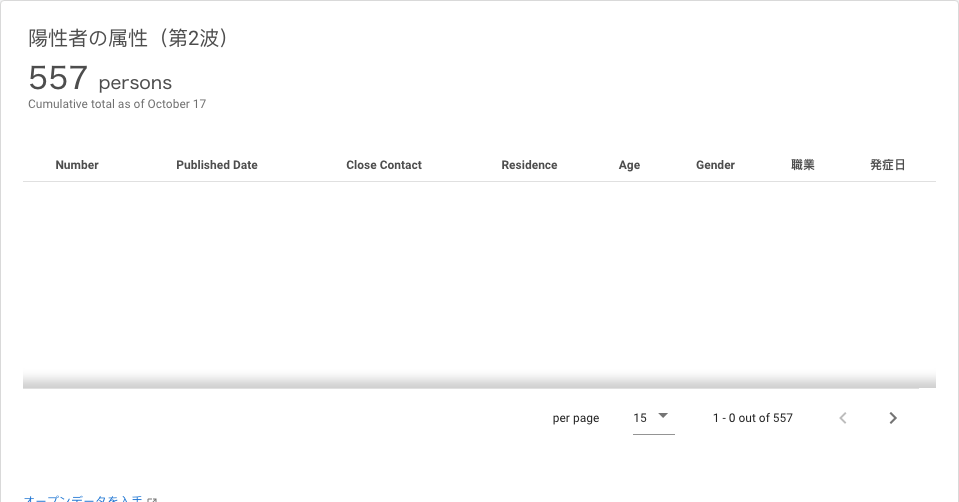 陽性者の属性（第2波）
557 persons
Cumulative total as of October 17
Number Published Date Close Contact Residence Age Gender 職業 発症日
per page 15 1 - 0 out of 557
オープンデータを入手